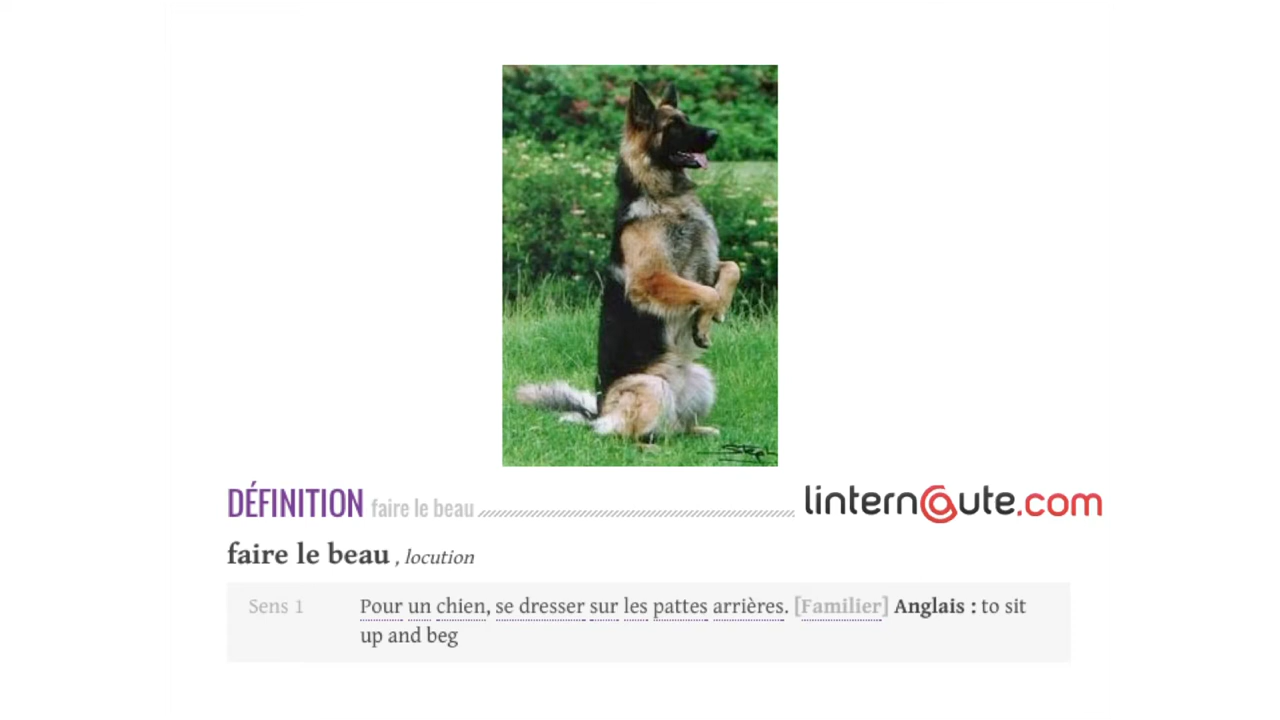 DÉFINITION faire le beau
linternaute.com
faire le beau , locution
Sens 1 Pour un chien, se dresser sur les pattes arrières. [Familier] Anglais : to sit
up and beg